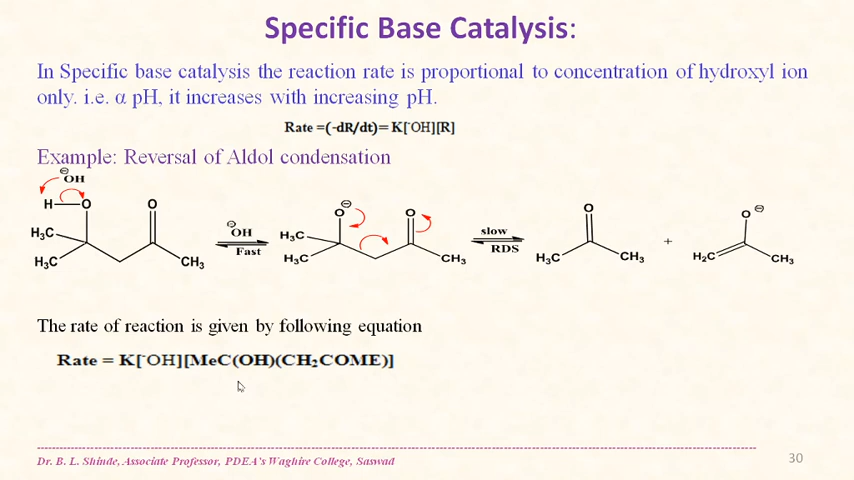 Specific Base Catalysis:
In Specific base catalysis the reaction rate is proportional to concentration of hydroxyl ion
only. i.e. α pH, it increases with increasing pH.
Rate =(-dR/dt)= K[⁻OH][R]
Example: Reversal of Aldol condensation
⊖OH
H—O O
H₃C
H₃C CH₃
⊖OH
Fast
O⊖ O
H₃C
H₃C CH₃
slow
RDS
O
H₃C CH₃
+
O⊖
H₂C CH₃
The rate of reaction is given by following equation
Rate = K[⁻OH][MeC(OH)(CH₂COME)]
Dr. B. L. Shinde, Associate Professor, PDEA's Waghire College, Saswad
30